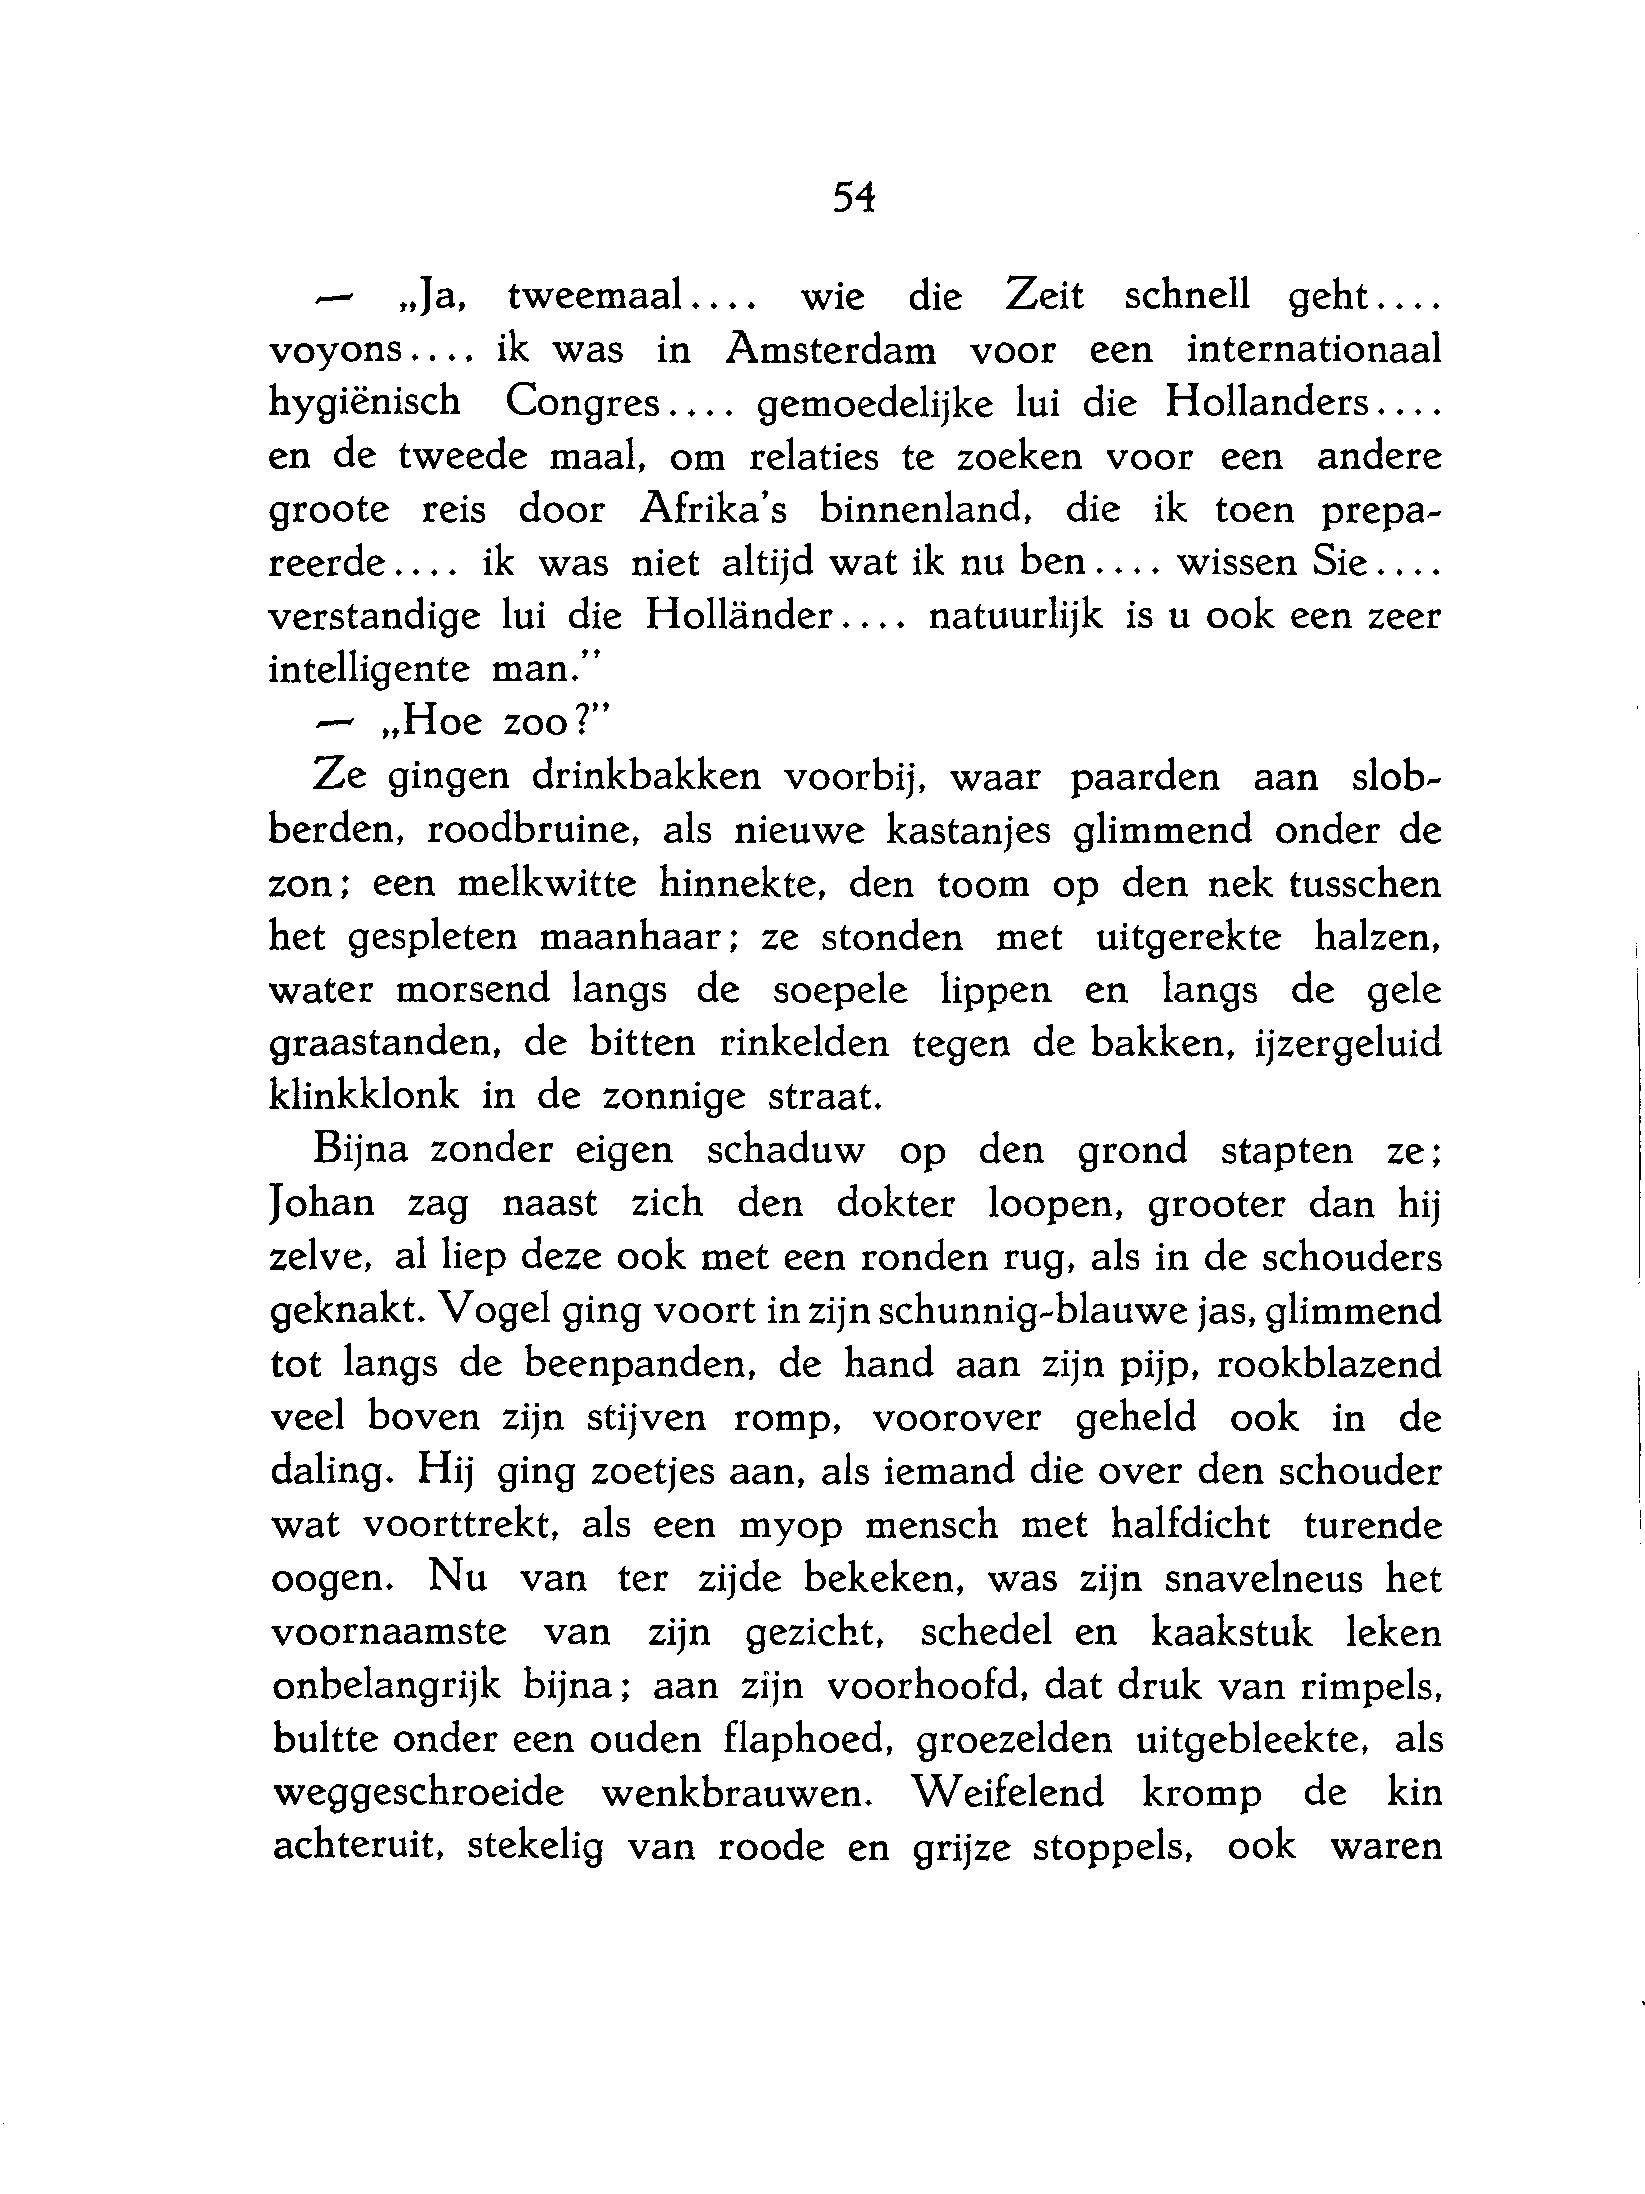 54
— „Ja, tweemaal.... wie die Zeit schnell geht....
voyons.... ik was in Amsterdam voor een internationaal
hygiënisch Congres.... gemoedelijke lui die Hollanders....
en de tweede maal, om relaties te zoeken voor een andere
groote reis door Afrika's binnenland, die ik toen prepa-
reerde.... ik was niet altijd wat ik nu ben.... wissen Sie....
verstandige lui die Holländer.... natuurlijk is u ook een zeer
intelligente man.”
— „Hoe zoo?”
Ze gingen drinkbakken voorbij, waar paarden aan slob-
berden, roodbruine, als nieuwe kastanjes glimmend onder de
zon; een melkwitte hinnekte, den toom op den nek tusschen
het gespleten maanhaar; ze stonden met uitgerekte halzen,
water morsend langs de soepele lippen en langs de gele
graastanden, de bitten rinkelden tegen de bakken, ijzergeluid
klinkklonk in de zonnige straat.
Bijna zonder eigen schaduw op den grond stapten ze;
Johan zag naast zich den dokter loopen, grooter dan hij
zelve, al liep deze ook met een ronden rug, als in de schouders
geknakt. Vogel ging voort in zijn schunnig-blauwe jas, glimmend
tot langs de beenpanden, de hand aan zijn pijp, rookblazend
veel boven zijn stijven romp, voorover geheld ook in de
daling. Hij ging zoetjes aan, als iemand die over den schouder
wat voorttrekt, als een myop mensch met halfdicht turende
oogen. Nu van ter zijde bekeken, was zijn snavelneus het
voornaamste van zijn gezicht, schedel en kaakstuk leken
onbelangrijk bijna; aan zijn voorhoofd, dat druk van rimpels,
bultte onder een ouden flaphoed, groezelden uitgebleekte, als
weggeschroeide wenkbrauwen. Weifelend kromp de kin
achteruit, stekelig van roode en grijze stoppels, ook waren